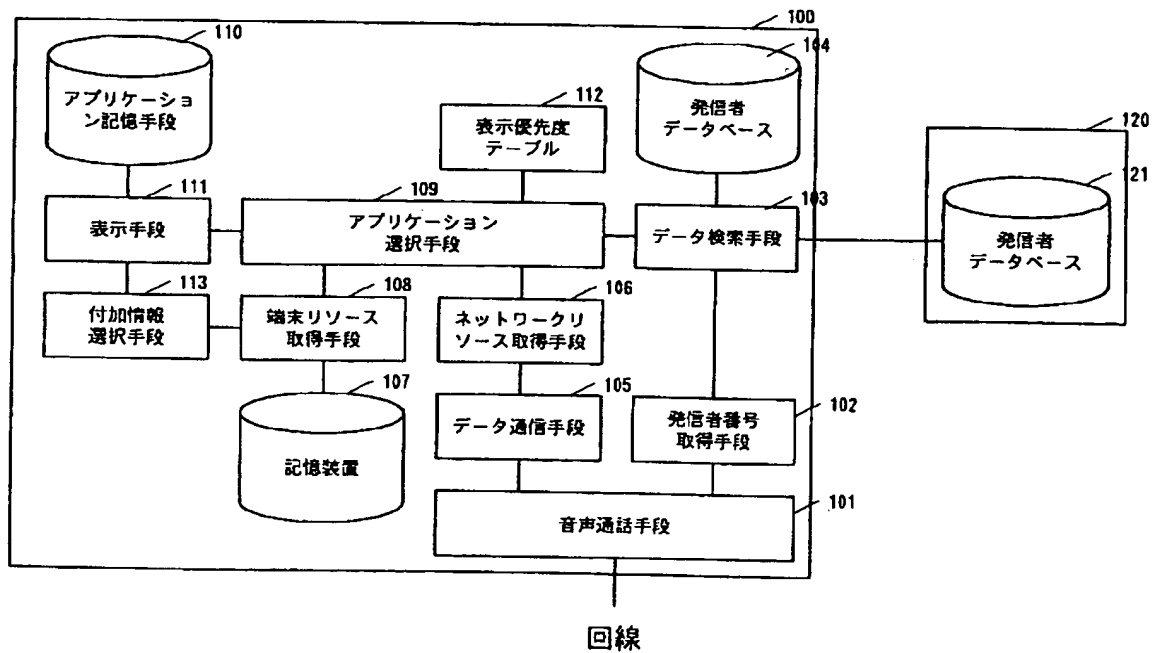 100
110
アプリケーショ
ン記憶手段
104
発信者
データベース
112
表示優先度
テーブル
120
121
発信者
データベース
111
表示手段
109
アプリケーション
選択手段
103
データ検索手段
113
付加情報
選択手段
108
端末リソース
取得手段
106
ネットワークリ
ソース取得手段
107
記憶装置
105
データ通信手段
102
発信者番号
取得手段
101
音声通話手段
回線